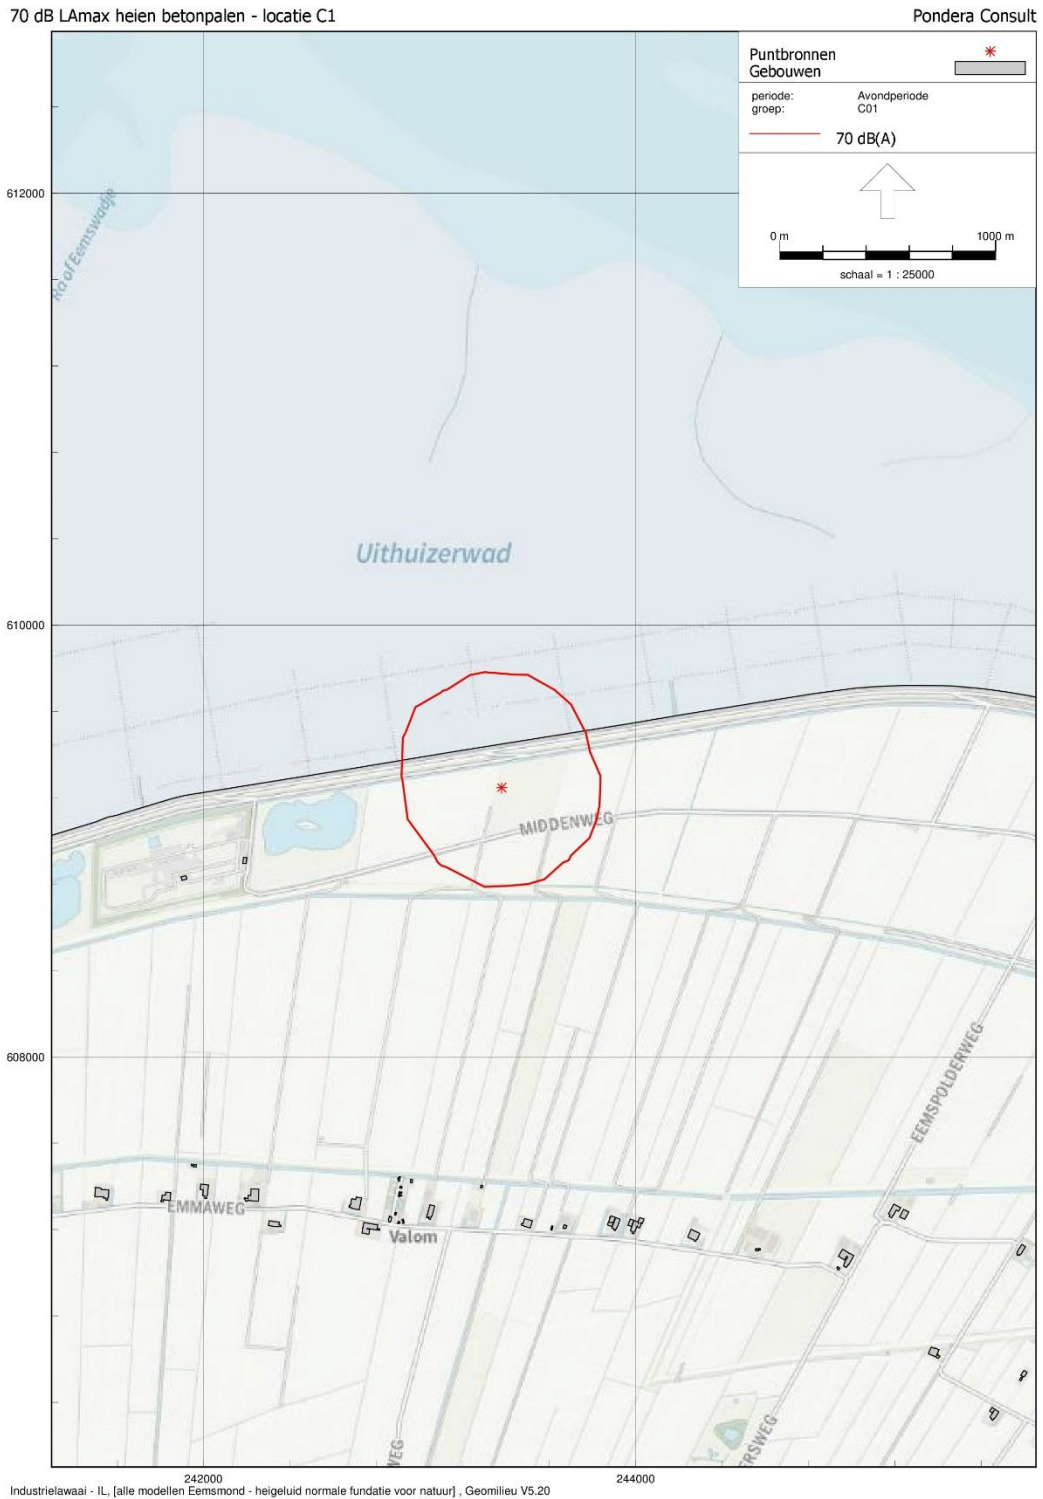 70 dB LAmax heien betonpalen - locatie C1
Pondera Consult
Puntbronnen
Gebouwen
periode: Avondperiode
groep: C01
70 dB(A)
0 m 1000 m
schaal = 1 : 25000
612000
Ra of Eemswadje
Uithuizerwad
610000
MIDDENWEG
608000
EEMSPOLDERWEG
EMMAWEG
Valom
WEG
ERSWEG
242000 244000
Industrielawaai - IL, [alle modellen Eemsmond - heigeluid normale fundatie voor natuur] , Geomilieu V5.20